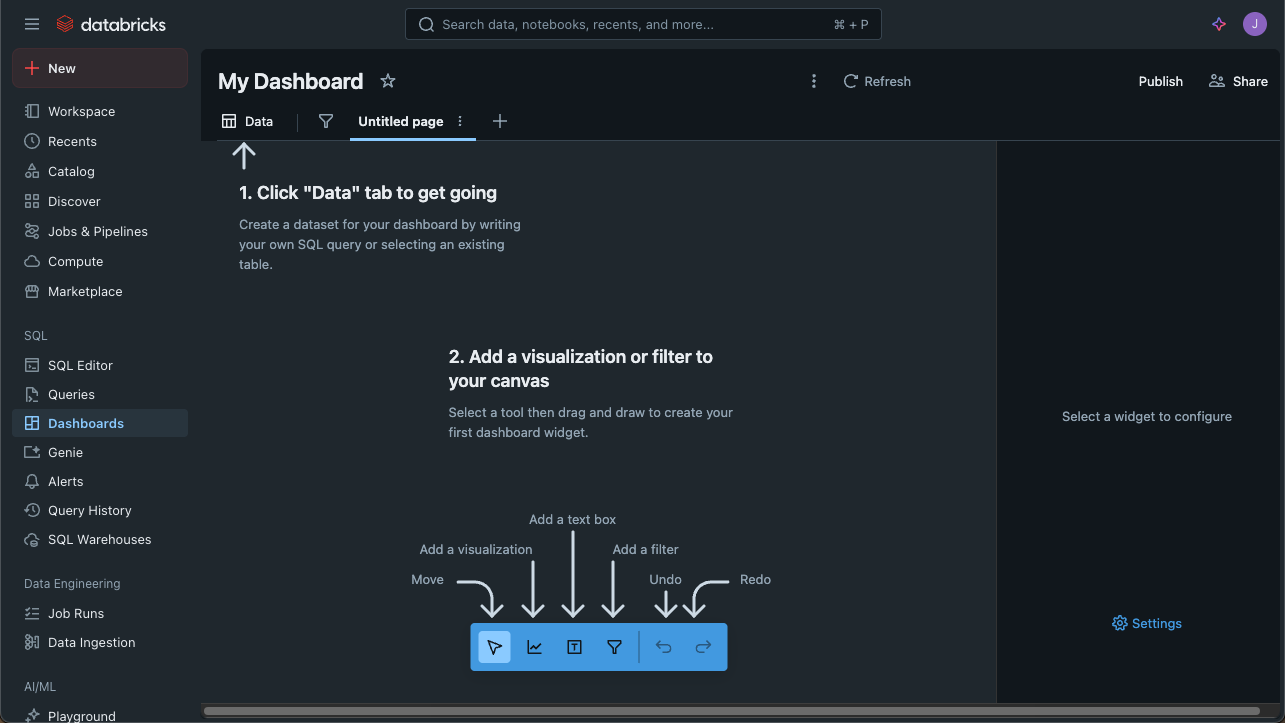 databricks
Search data, notebooks, recents, and more...
⌘ + P
J
New
Workspace
Recents
Catalog
Discover
Jobs & Pipelines
Compute
Marketplace
SQL
SQL Editor
Queries
Dashboards
Genie
Alerts
Query History
SQL Warehouses
Data Engineering
Job Runs
Data Ingestion
AI/ML
Playground
My Dashboard
Refresh
Publish
Share
Data
Untitled page
1. Click "Data" tab to get going
Create a dataset for your dashboard by writing
your own SQL query or selecting an existing
table.
2. Add a visualization or filter to
your canvas
Select a tool then drag and draw to create your
first dashboard widget.
Add a text box
Add a visualization
Add a filter
Move
Undo
Redo
T
Select a widget to configure
Settings